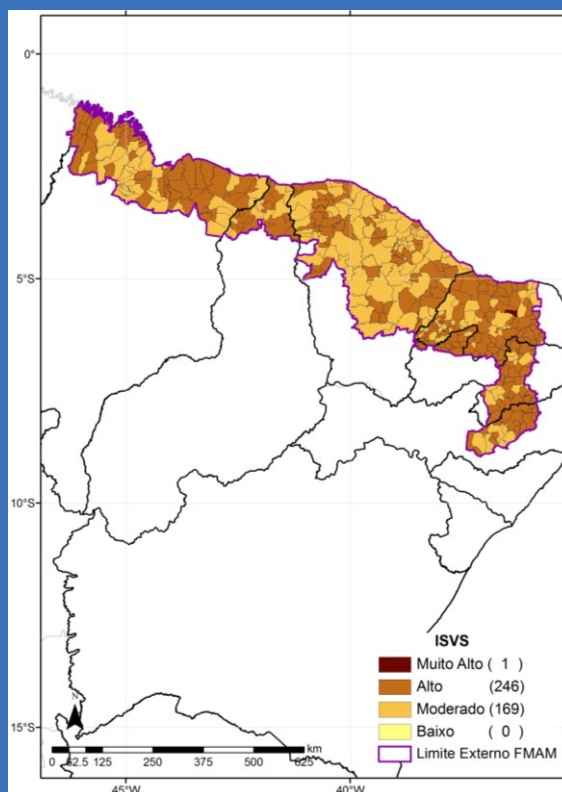 0°
5°S
10°S
15°S
ISVS
Muito Alto ( 1 )
Alto (246)
Moderado (169)
Baixo ( 0 )
Limite Externo FMAM
N
0 62.5 125 250 375 500 625
km
45°W
40°W